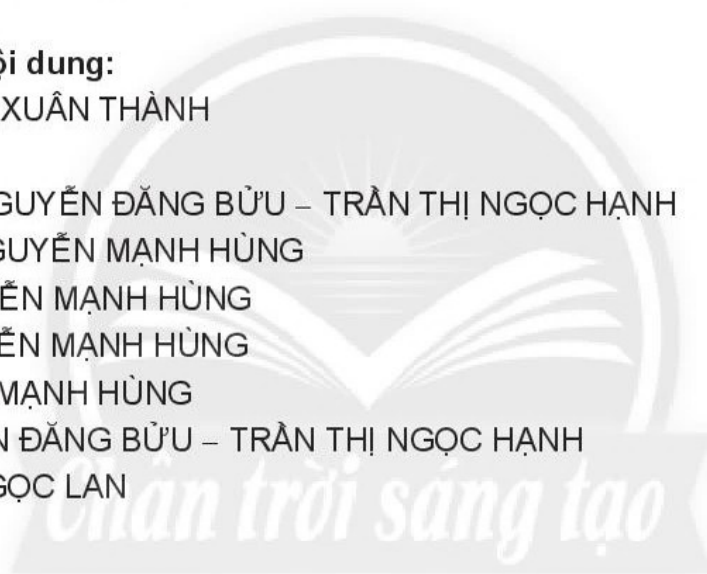 ội dung:
XUÂN THÀNH
GUYỄN ĐĂNG BỬU – TRẦN THỊ NGỌC HẠNH
GUYỄN MẠNH HÙNG
ỄN MẠNH HÙNG
ỄN MẠNH HÙNG
MẠNH HÙNG
N ĐĂNG BỬU – TRẦN THỊ NGỌC HẠNH
GỌC LAN
Chân trời sáng tạo